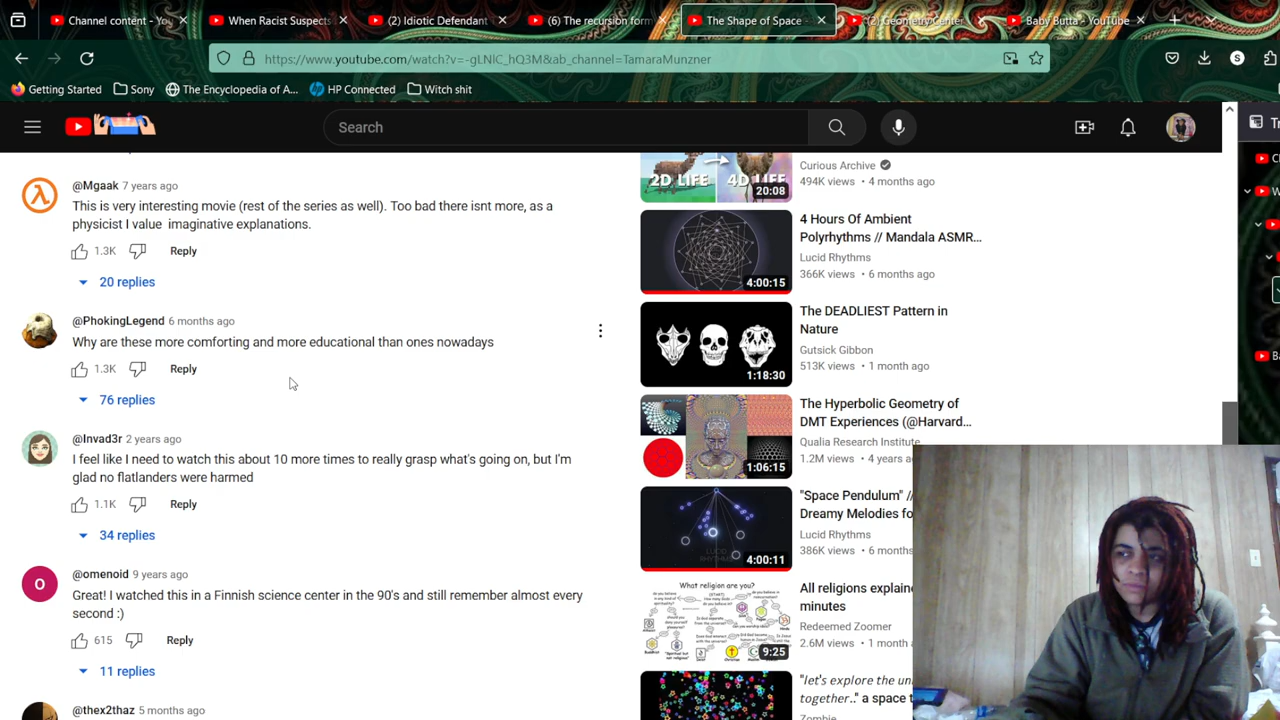 Channel content - Yo
When Racist Suspects
(2) Idiotic Defendant
(6) The recursion form
The Shape of Space -
(2) Geometry Center
Baby Butta - YouTube
https://www.youtube.com/watch?v=-gLNlC_hQ3M&ab_channel=TamaraMunzner
Getting Started
Sony
The Encyclopedia of A...
HP Connected
Witch shit
Search
@Mgaak 7 years ago
This is very interesting movie (rest of the series as well). Too bad there isnt more, as a
physicist I value imaginative explanations.
1.3K
Reply
20 replies
@PhokingLegend 6 months ago
Why are these more comforting and more educational than ones nowadays
1.3K
Reply
76 replies
@Invad3r 2 years ago
I feel like I need to watch this about 10 more times to really grasp what's going on, but I'm
glad no flatlanders were harmed
1.1K
Reply
34 replies
@omenoid 9 years ago
Great! I watched this in a Finnish science center in the 90's and still remember almost every
second :)
615
Reply
11 replies
@thex2thaz 5 months ago
2D LIFE
4D LIFE
20:08
Curious Archive
494K views • 4 months ago
4:00:15
4 Hours Of Ambient
Polyrhythms // Mandala ASMR...
Lucid Rhythms
366K views • 6 months ago
1:18:30
The DEADLIEST Pattern in
Nature
Gutsick Gibbon
513K views • 1 month ago
1:06:15
The Hyperbolic Geometry of
DMT Experiences (@Harvard...
Qualia Research Institute
1.2M views • 4 years a
LUCID
RHYTHMS
4:00:11
"Space Pendulum" //
Dreamy Melodies fo
Lucid Rhythms
386K views • 6 months
What religion are you?
9:25
All religions explaine
minutes
Redeemed Zoomer
2.6M views • 1 month a
"let's explore the un
together.." a space t
Zombie